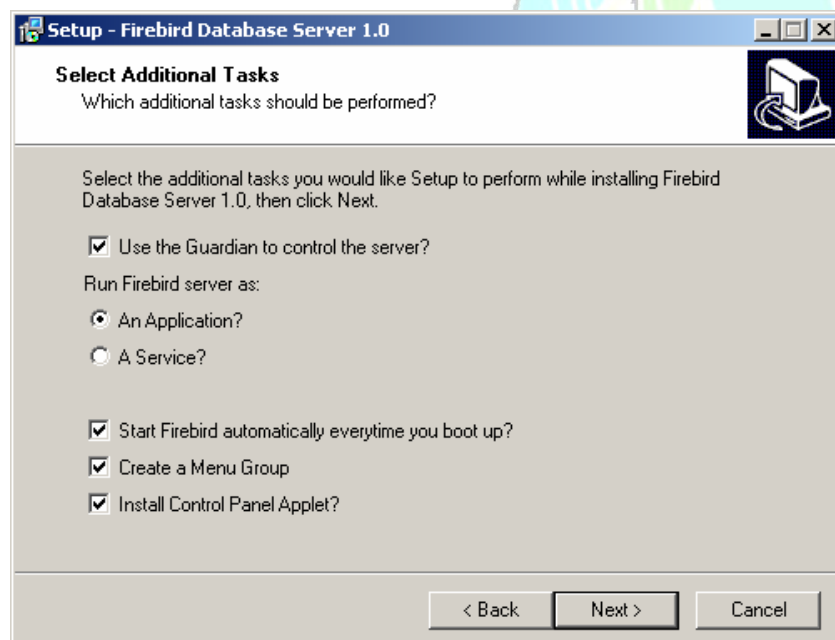 Setup - Firebird Database Server 1.0
Select Additional Tasks
Which additional tasks should be performed?
Select the additional tasks you would like Setup to perform while installing Firebird
Database Server 1.0, then click Next.
Use the Guardian to control the server?
Run Firebird server as:
An Application?
A Service?
Start Firebird automatically everytime you boot up?
Create a Menu Group
Install Control Panel Applet?
< Back Next > Cancel